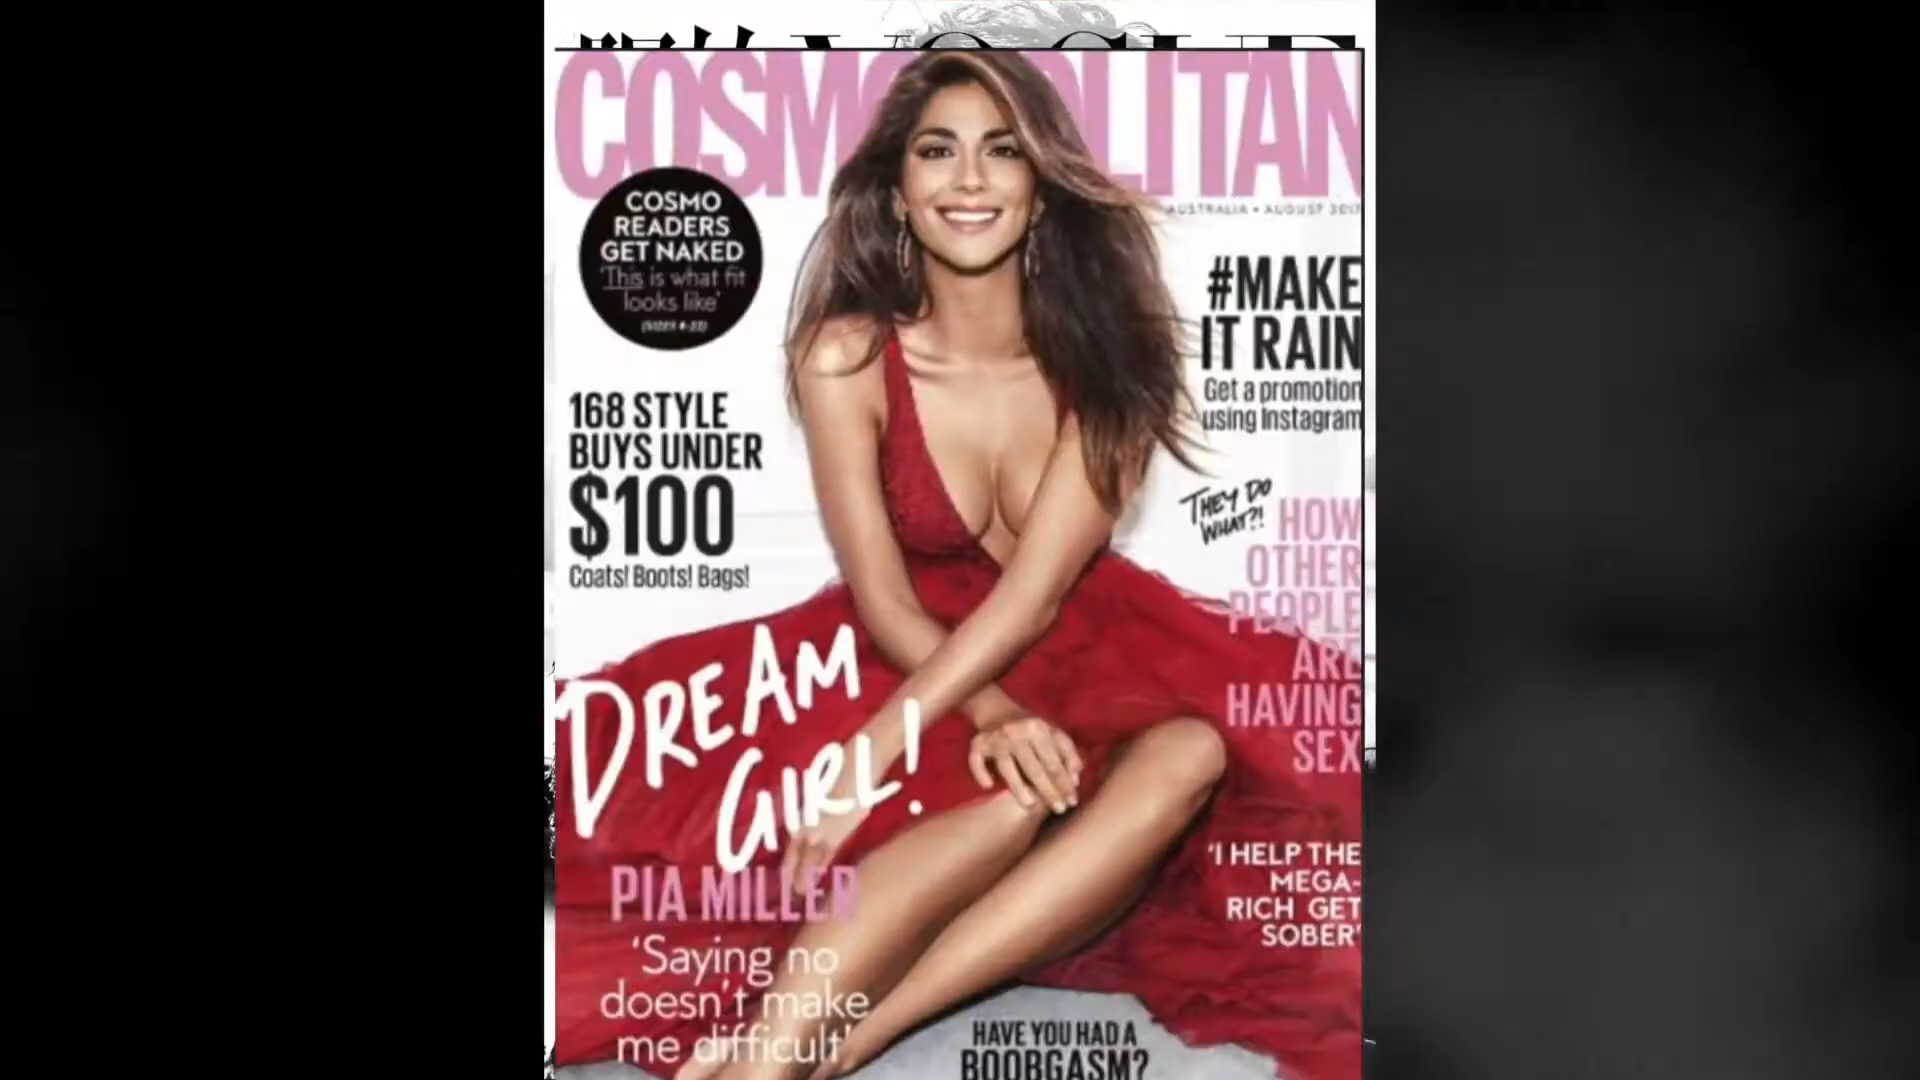 VOGUE
COSMOPOLITAN
AUSTRALIA • AUGUST 2017
COSMO
READERS
GET NAKED
'This is what fit
looks like'
#MAKE
IT RAIN
Get a promotion
using Instagram
168 STYLE
BUYS UNDER
$100
Coats! Boots! Bags!
THEY DO
WHAT?!
HOW
OTHER
PEOPLE
ARE
HAVING
SEX
DREAM
GIRL!
PIA MILLER
'Saying no
doesn't make
me difficult'
'I HELP THE
MEGA-
RICH GET
SOBER'
HAVE YOU HAD A
BOOBGASM?